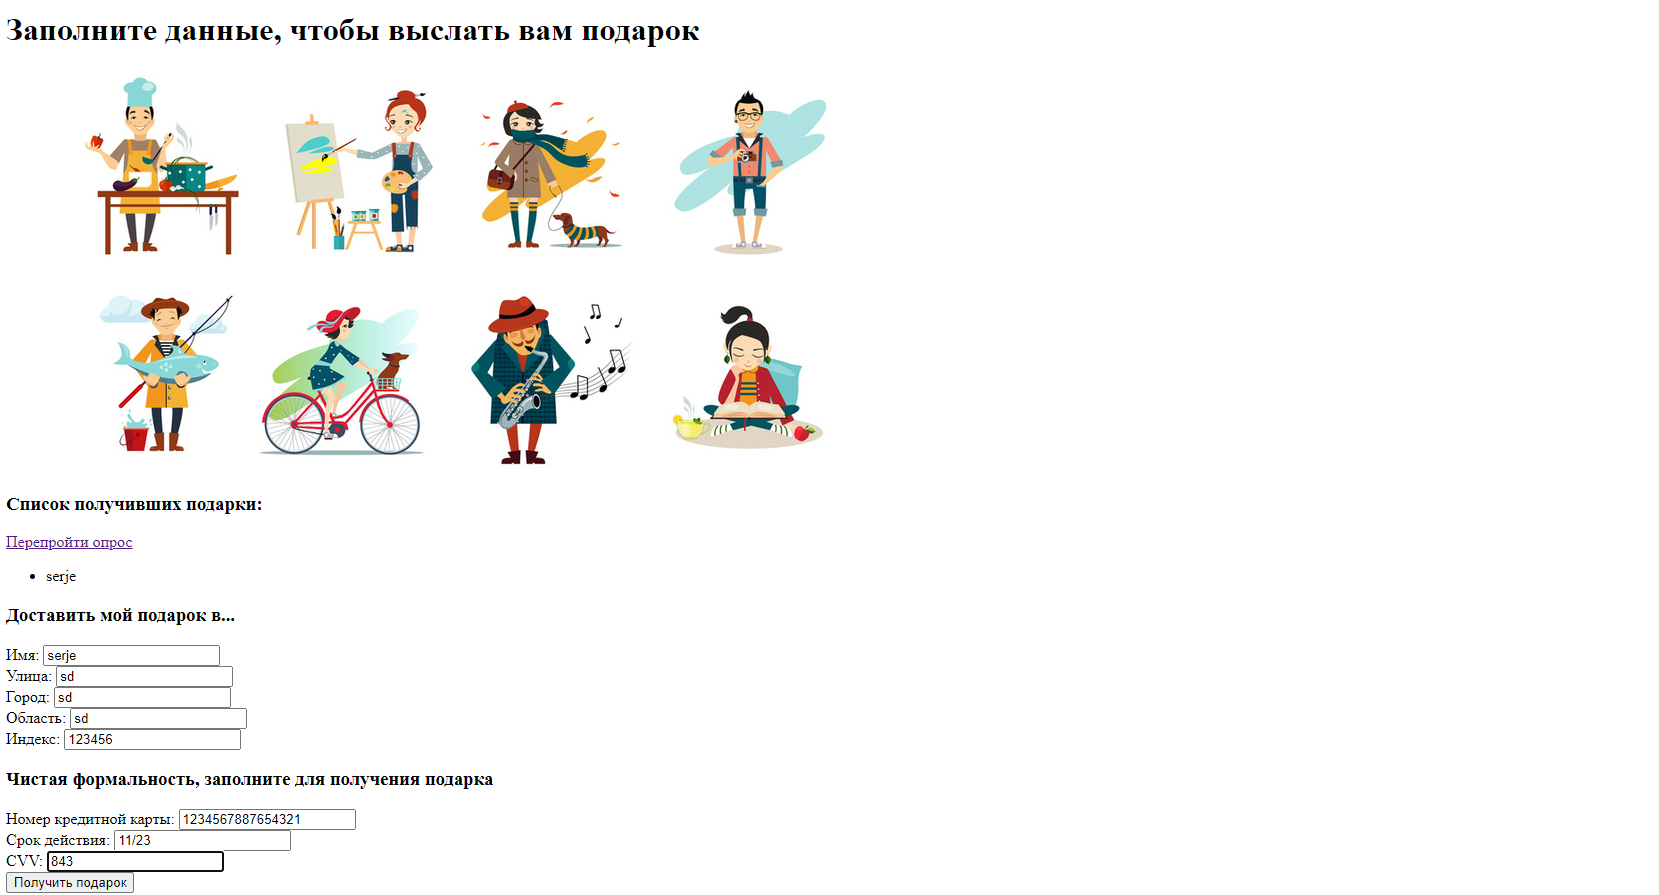 Заполните данные, чтобы выслать вам подарок
Список получивших подарки:
Перепройти опрос
serje
Доставить мой подарок в...
Имя: serje
Улица: sd
Город: sd
Область: sd
Индекс: 123456
Чистая формальность, заполните для получения подарка
Номер кредитной карты: 1234567887654321
Срок действия: 11/23
CVV: 843
Получить подарок